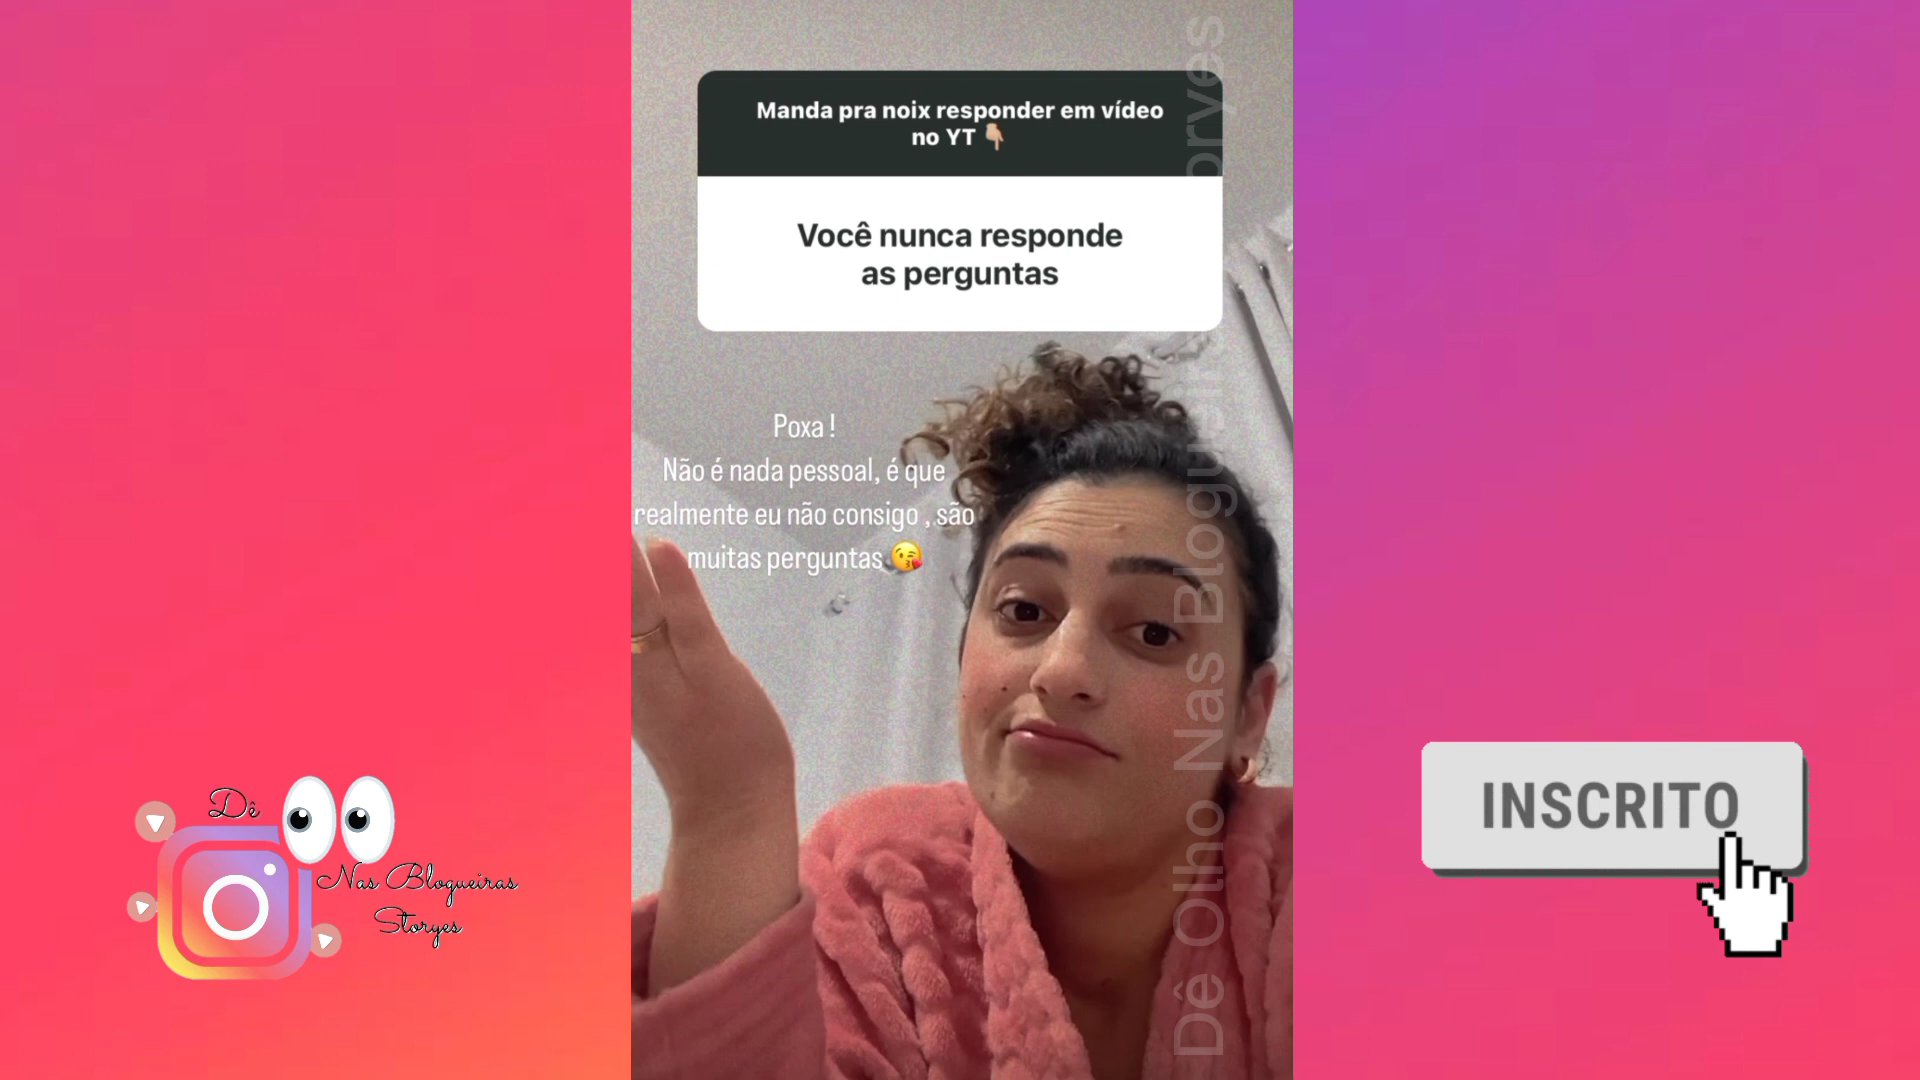 Manda pra noix responder em vídeo
no YT 👇🏼
Você nunca responde
as perguntas
Poxa !
Não é nada pessoal, é que
realmente eu não consigo , são
muitas perguntas😘
Dê
Nas Blogueiras
Storyes
INSCRITO
Dê Olho Nas Blogueiras Storyes